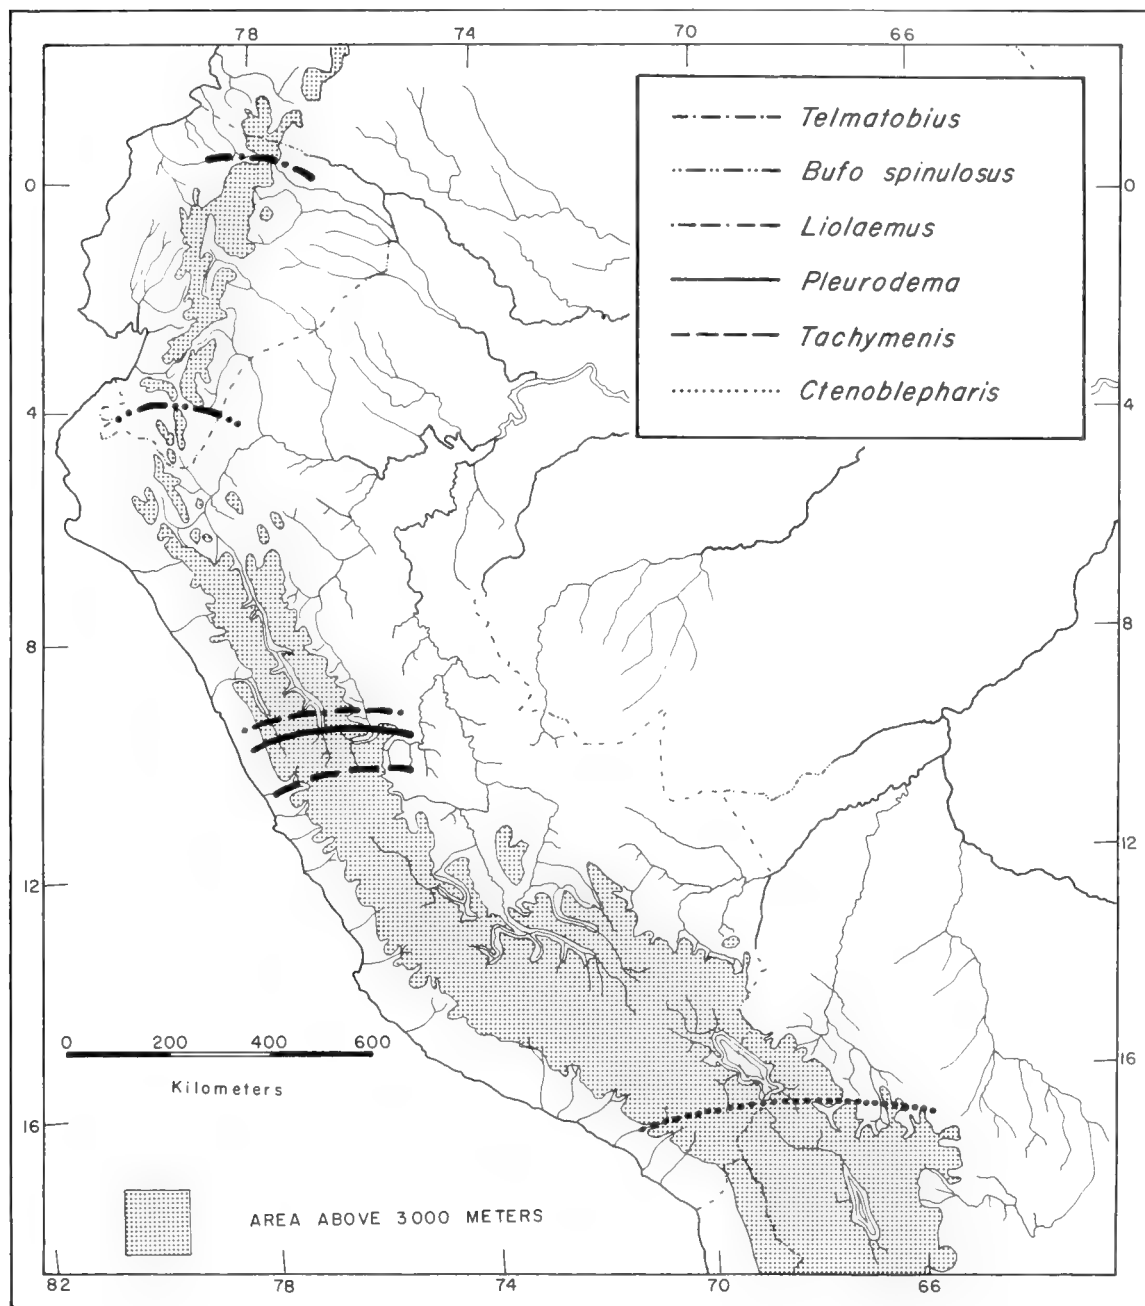 78 74 70 66
Telmatobius
Bufo spinulosus
Liolaemus
Pleurodema
Tachymenis
Ctenoblepharis
0 0
4 4
8 8
12 12
16 16
0 200 400 600
Kilometers
AREA ABOVE 3000 METERS
82 78 74 70 66